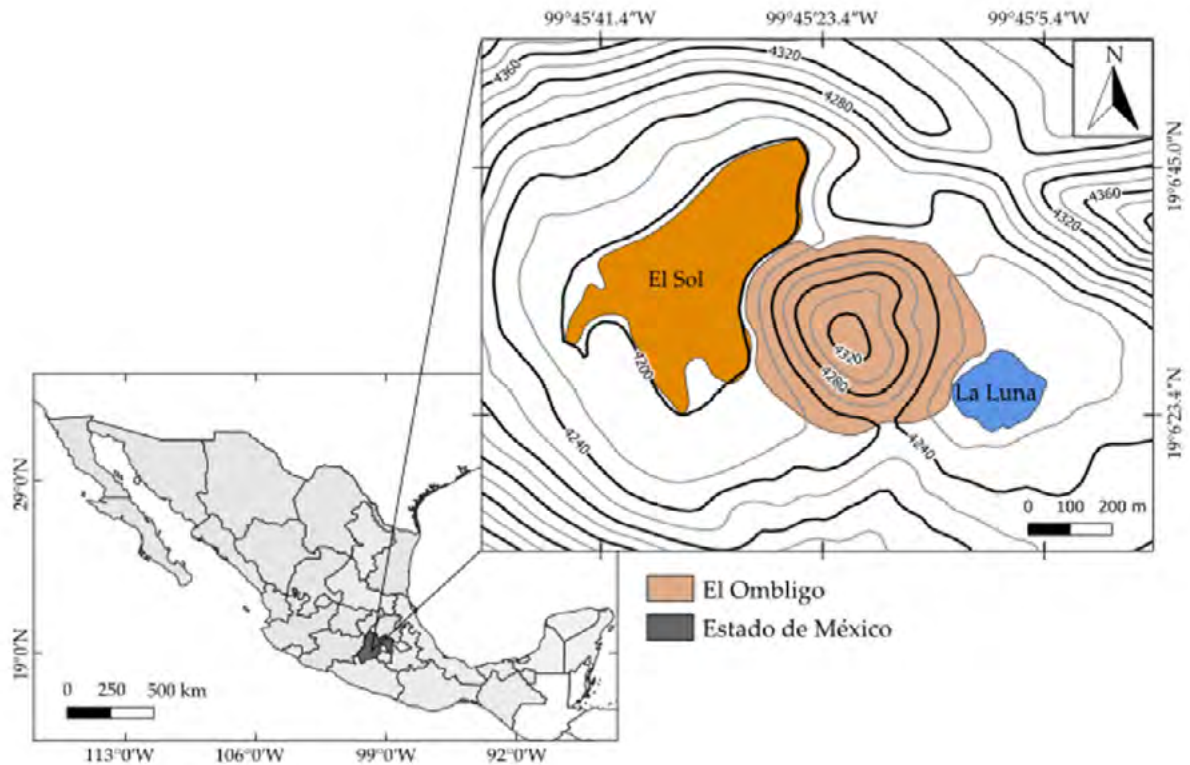 99°45'41.4"W 99°45'23.4"W 99°45'5.4"W
N
4360
4320
4280
19°6'45.0"N
4360
4320
El Sol
4320
4280
4200
La Luna
4240
4240
19°6'23.4"N
0 100 200 m
29°0'N
El Ombligo
Estado de México
19°0'N
0 250 500 km
113°0'W 106°0'W 99°0'W 92°0'W